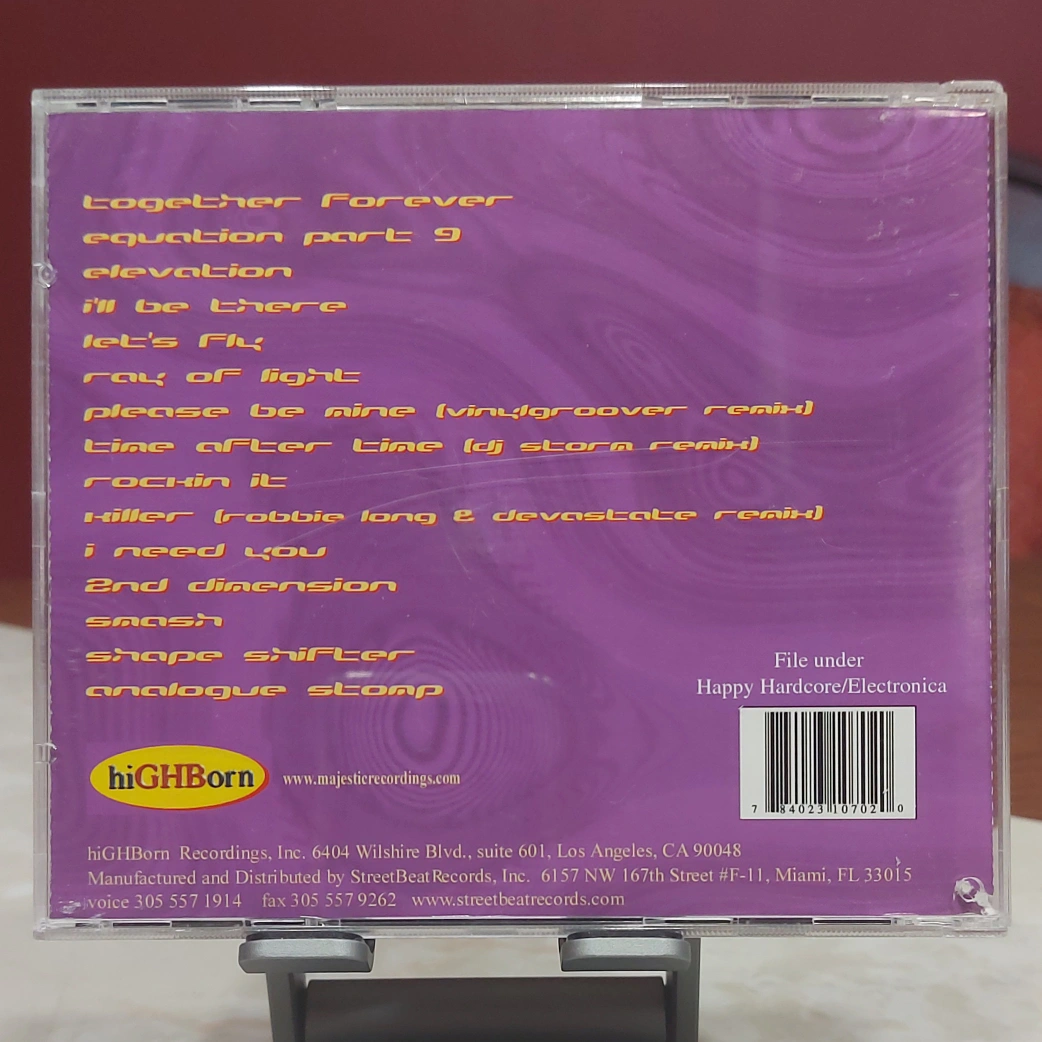 together forever
equation part 9
elevation
i'll be there
let's fly
ray of light
please be mine (vinylgroover remix)
time after time (dj storm remix)
rockin it
killer (robbie long & devastate remix)
i need you
2nd dimension
smash
shape shifter
analogue stomp
File under
Happy Hardcore/Electronica
7 84023 10702 0
hiGHBorn www.majesticrecordings.com
hiGHBorn Recordings, Inc. 6404 Wilshire Blvd., suite 601, Los Angeles, CA 90048
Manufactured and Distributed by StreetBeatRecords, Inc. 6157 NW 167th Street #F-11, Miami, FL 33015
voice 305 557 1914 fax 305 557 9262 www.streetbeatrecords.com